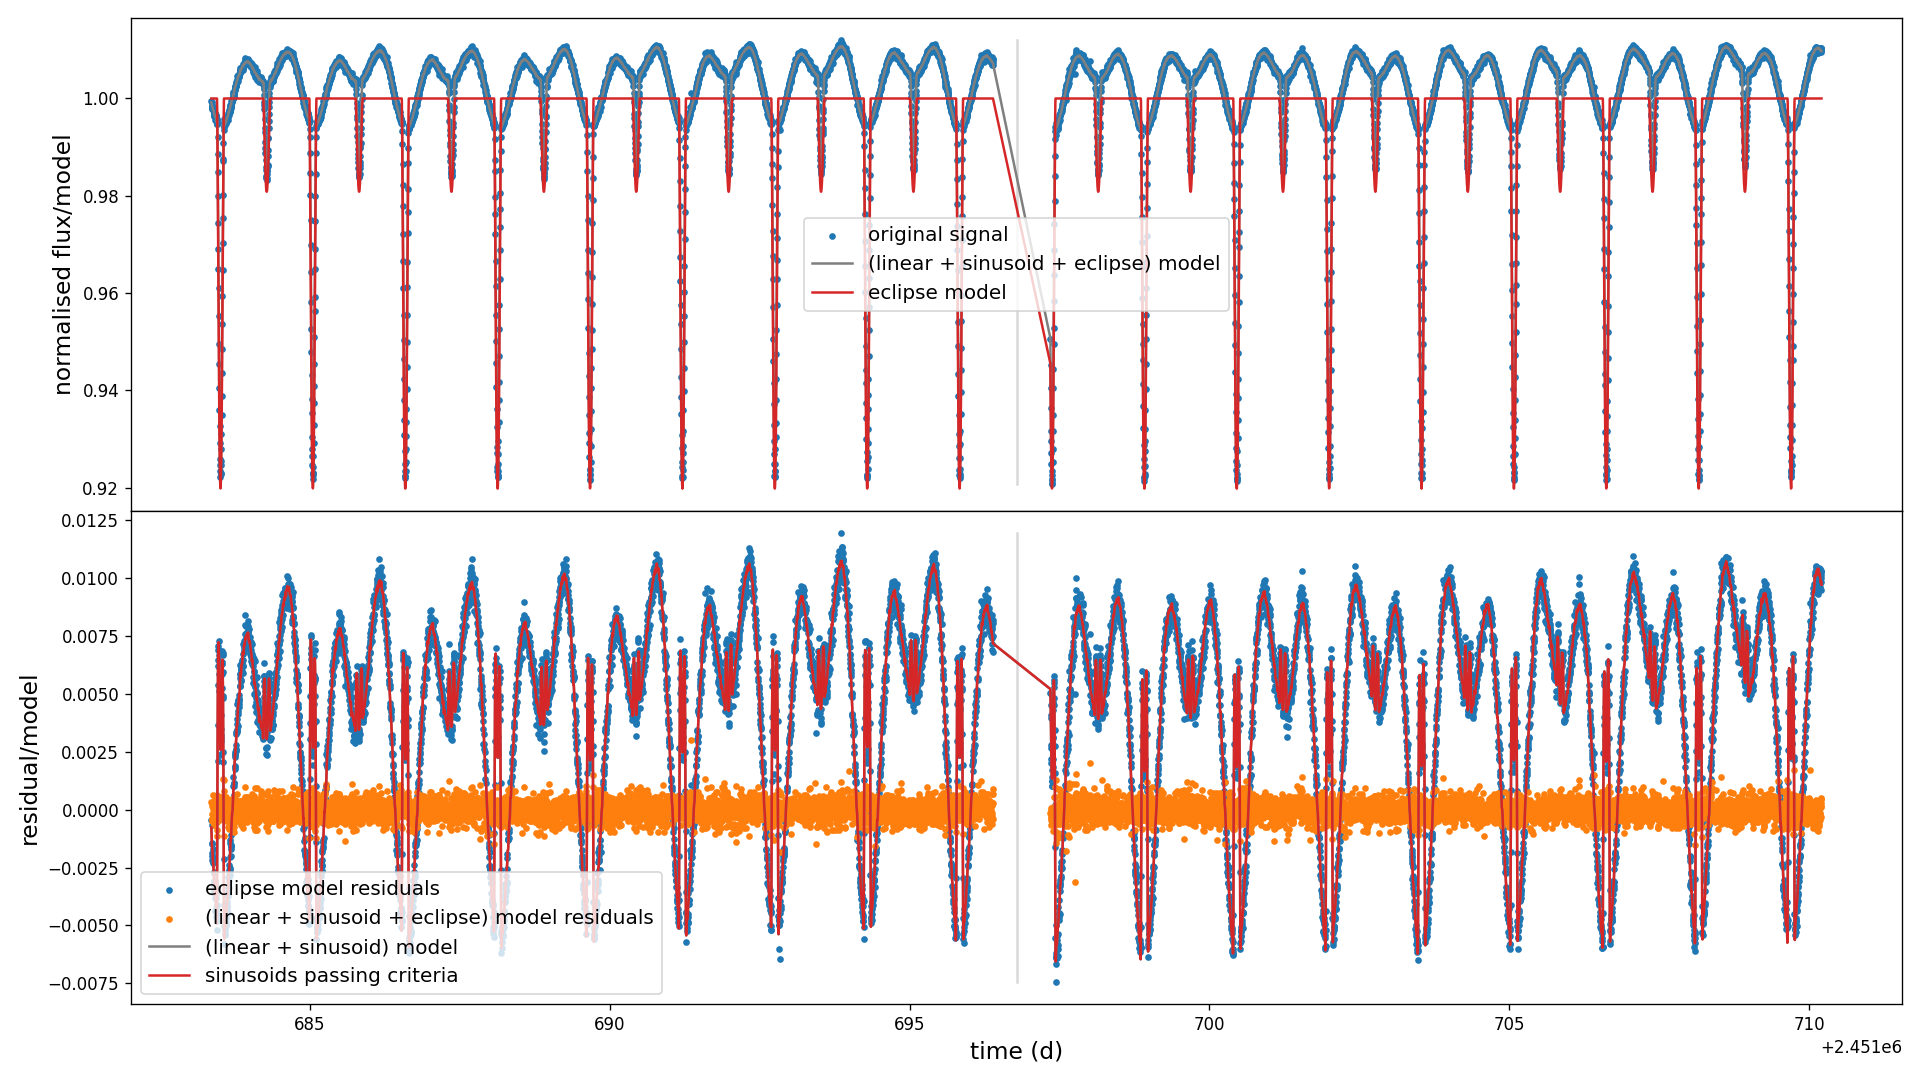 normalised flux/model
1.00
0.98
0.96
0.94
0.92
original signal
(linear + sinusoid + eclipse) model
eclipse model
residual/model
0.0125
0.0100
0.0075
0.0050
0.0025
0.0000
−0.0025
−0.0050
−0.0075
eclipse model residuals
(linear + sinusoid + eclipse) model residuals
(linear + sinusoid) model
sinusoids passing criteria
685
690
695
700
705
710
time (d)
+2.451e6